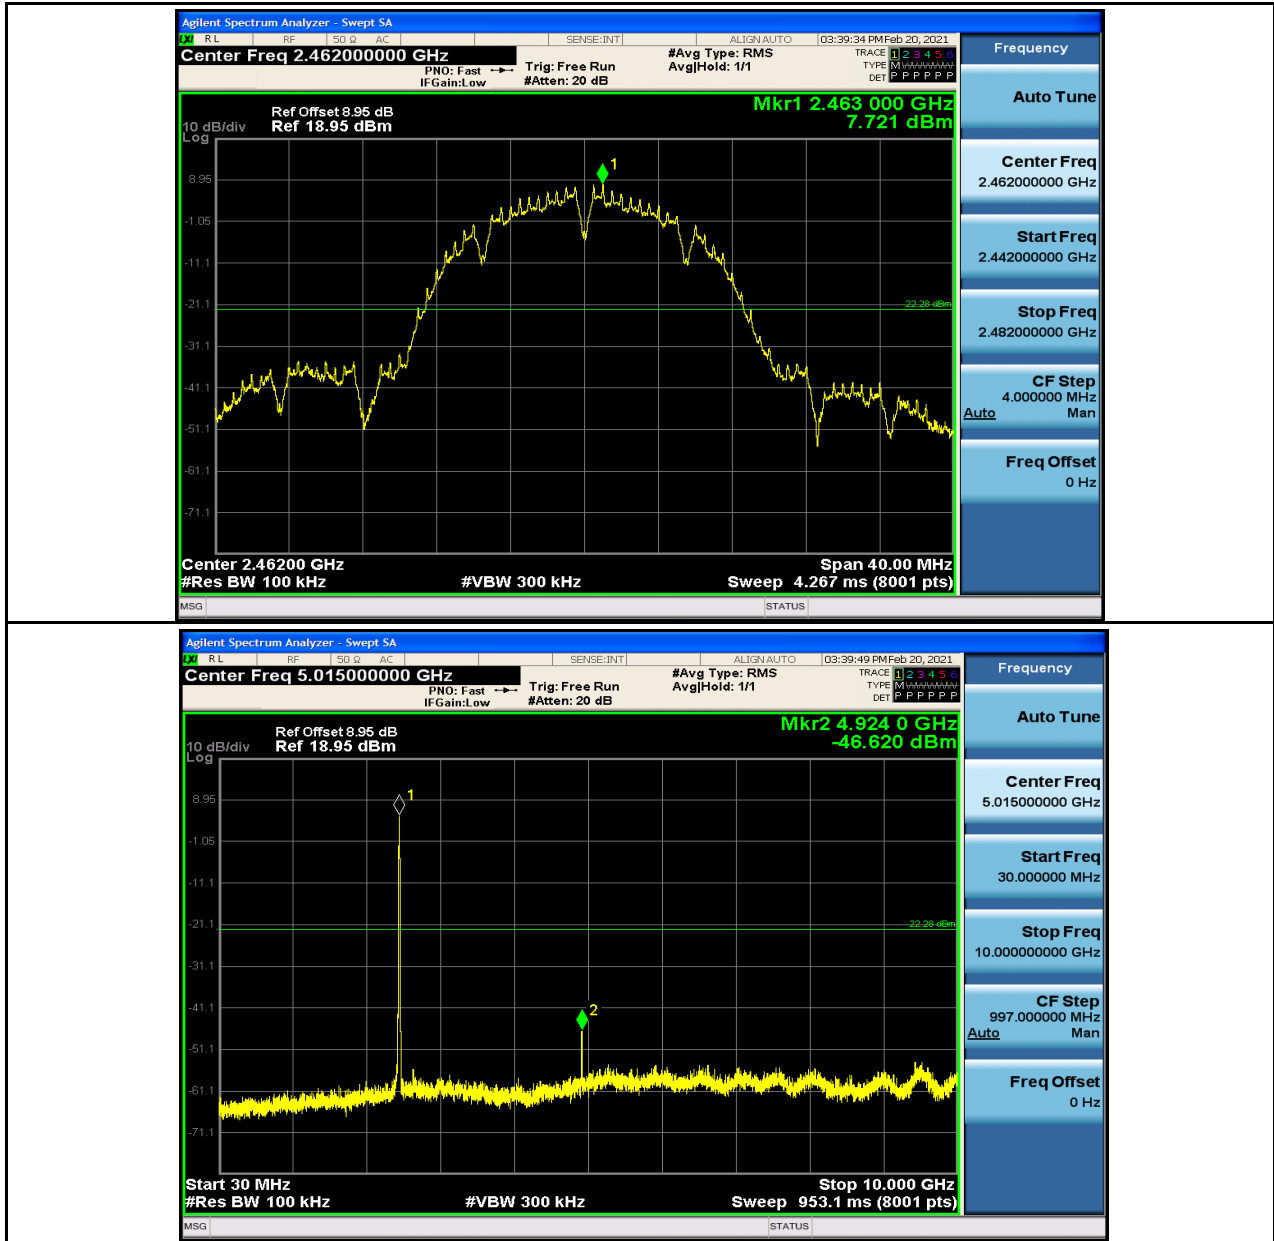 Agilent Spectrum Analyzer - Swept SA
LXI RL RF 50 Ω AC SENSE:INT ALIGN AUTO 03:39:34 PM Feb 20, 2021
Center Freq 2.462000000 GHz
PNO: Fast
IFGain:Low
Trig: Free Run
#Atten: 20 dB
#Avg Type: RMS
Avg|Hold: 1/1
TRACE 1 2 3 4 5 6
TYPE M
DET P P P P P P
Mkr1 2.463 000 GHz
7.721 dBm
Ref Offset 8.95 dB
10 dB/div Ref 18.95 dBm
Log
1
8.95
-1.05
-11.1
-21.1
-22.28 dBm
-31.1
-41.1
-51.1
-61.1
-71.1
Center 2.46200 GHz Span 40.00 MHz
#Res BW 100 kHz #VBW 300 kHz Sweep 4.267 ms (8001 pts)
MSG STATUS
Frequency
Auto Tune
Center Freq
2.462000000 GHz
Start Freq
2.442000000 GHz
Stop Freq
2.482000000 GHz
CF Step
4.000000 MHz
Auto Man
Freq Offset
0 Hz
Agilent Spectrum Analyzer - Swept SA
LXI RL RF 50 Ω AC SENSE:INT ALIGN AUTO 03:39:49 PM Feb 20, 2021
Center Freq 5.015000000 GHz
PNO: Fast
IFGain:Low
Trig: Free Run
#Atten: 20 dB
#Avg Type: RMS
Avg|Hold: 1/1
TRACE 1 2 3 4 5 6
TYPE M
DET P P P P P P
Mkr2 4.924 0 GHz
-46.620 dBm
Ref Offset 8.95 dB
10 dB/div Ref 18.95 dBm
Log
1
8.95
-1.05
-11.1
-21.1
-22.28 dBm
-31.1
-41.1
2
-51.1
-61.1
-71.1
Start 30 MHz Stop 10.000 GHz
#Res BW 100 kHz #VBW 300 kHz Sweep 953.1 ms (8001 pts)
MSG STATUS
Frequency
Auto Tune
Center Freq
5.015000000 GHz
Start Freq
30.000000 MHz
Stop Freq
10.000000000 GHz
CF Step
997.000000 MHz
Auto Man
Freq Offset
0 Hz